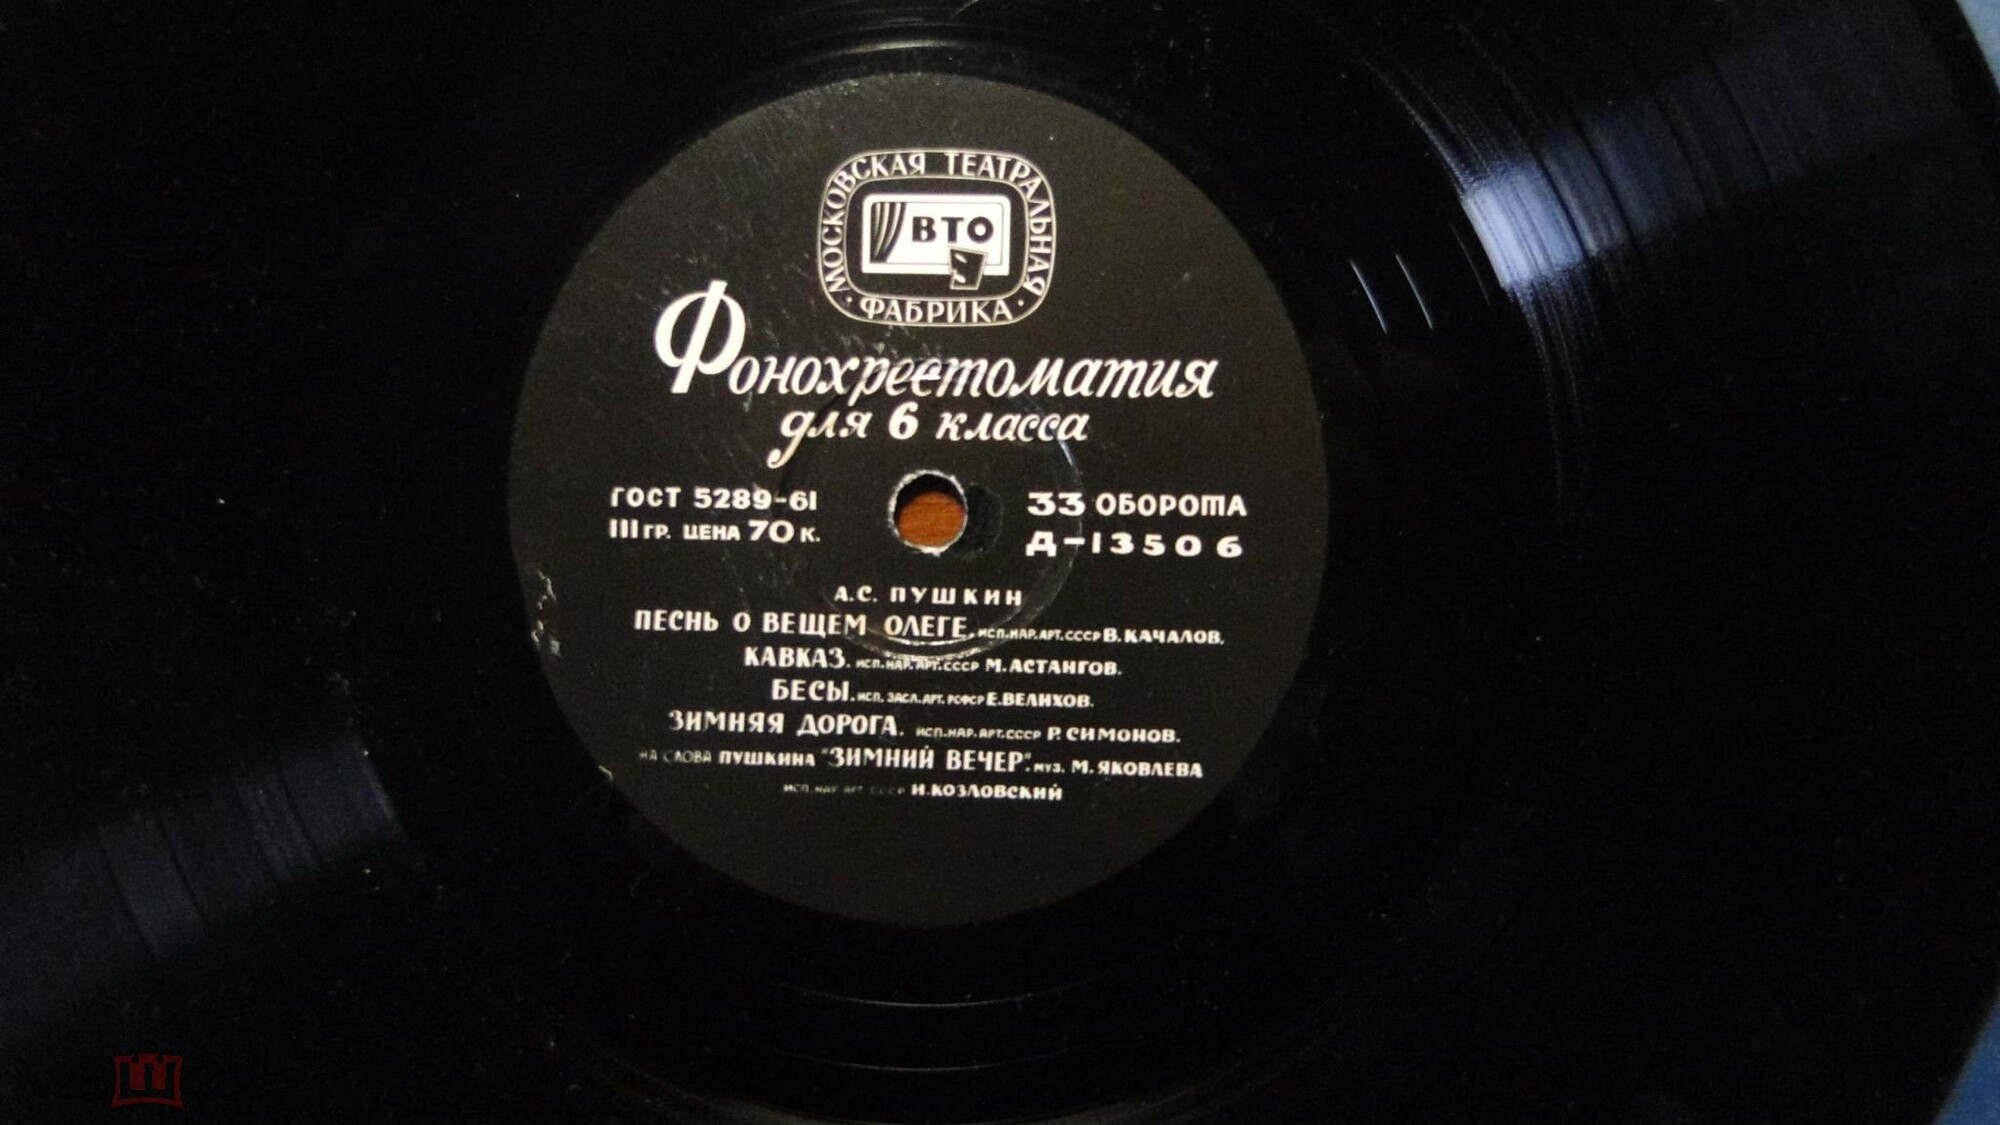 МОСКОВСКАЯ ТЕАТРАЛЬНАЯ
ВТО
· ФАБРИКА ·
Фонохрестоматия
для 6 класса
ГОСТ 5289-61
III ГР. ЦЕНА 70 К.
33 ОБОРОТА
Д-13506
А.С. ПУШКИН
ПЕСНЬ О ВЕЩЕМ ОЛЕГЕ. ИСП. НАР. АРТ. СССР В. КАЧАЛОВ.
КАВКАЗ. ИСП. НАР. АРТ. СССР М. АСТАНГОВ.
БЕСЫ. ИСП. ЗАСЛ. АРТ. РСФСР Е. ВЕЛИХОВ.
ЗИМНЯЯ ДОРОГА. ИСП. НАР. АРТ. СССР Р. СИМОНОВ.
НА СЛОВА ПУШКИНА "ЗИМНИЙ ВЕЧЕР". МУЗ. М. ЯКОВЛЕВА
ИСП. НАР. АРТ. СССР И. КОЗЛОВСКИЙ